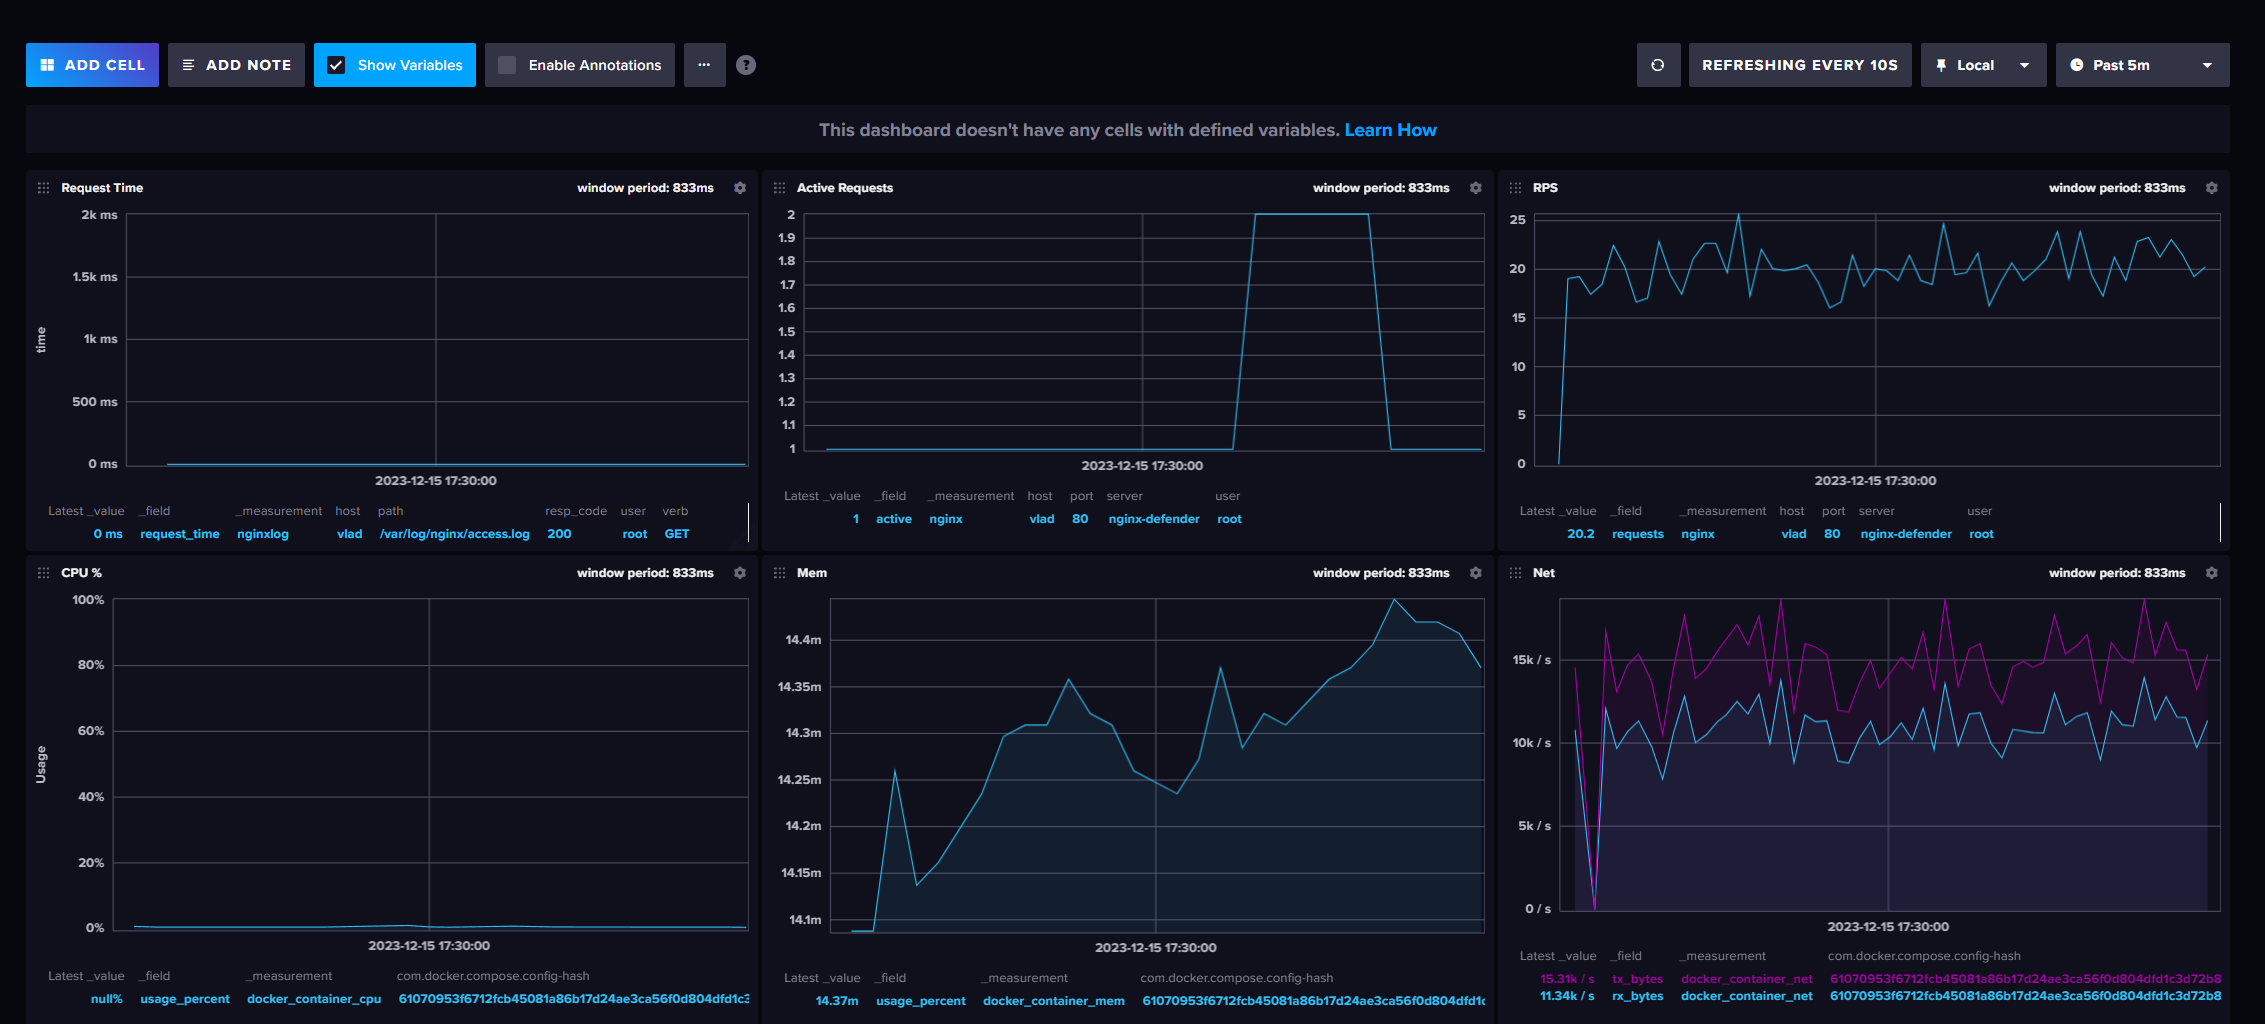 ADD CELL ADD NOTE Show Variables Enable Annotations ... ? REFRESHING EVERY 10S Local Past 5m
This dashboard doesn't have any cells with defined variables. Learn How
Request Time window period: 833ms
2k ms
1.5k ms
1k ms
500 ms
0 ms
time
2023-12-15 17:30:00
Latest _value _field _measurement host path resp_code user verb
0 ms request_time nginxlog vlad /var/log/nginx/access.log 200 root GET
Active Requests window period: 833ms
2
1.9
1.8
1.7
1.6
1.5
1.4
1.3
1.2
1.1
1
2023-12-15 17:30:00
Latest _value _field _measurement host port server user
1 active nginx vlad 80 nginx-defender root
RPS window period: 833ms
25
20
15
10
5
0
2023-12-15 17:30:00
Latest _value _field _measurement host port server user
20.2 requests nginx vlad 80 nginx-defender root
CPU % window period: 833ms
100%
80%
60%
40%
20%
0%
Usage
2023-12-15 17:30:00
Latest _value _field _measurement com.docker.compose.config-hash
null% usage_percent docker_container_cpu 61070953f6712fcb45081a86b17d24ae3ca56f0d804dfd1c3
Mem window period: 833ms
14.4m
14.35m
14.3m
14.25m
14.2m
14.15m
14.1m
2023-12-15 17:30:00
Latest _value _field _measurement com.docker.compose.config-hash
14.37m usage_percent docker_container_mem 61070953f6712fcb45081a86b17d24ae3ca56f0d804dfd1c
Net window period: 833ms
15k / s
10k / s
5k / s
0 / s
2023-12-15 17:30:00
Latest _value _field _measurement com.docker.compose.config-hash
15.31k / s tx_bytes docker_container_net 61070953f6712fcb45081a86b17d24ae3ca56f0d804dfd1c3d72b8
11.34k / s rx_bytes docker_container_net 61070953f6712fcb45081a86b17d24ae3ca56f0d804dfd1c3d72b8